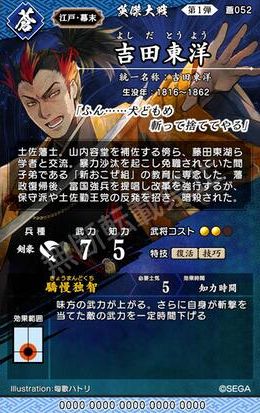 蒼
江戸・幕末
英傑大戦
第1弾
蒼052
よしだとうよう
吉田東洋
統一名称：吉田東洋
生没年：1816～1862
「ふん……犬どもめ
斬って捨ててやる」
土佐藩士。山内容堂を補佐する傍ら、藤田東湖ら
学者と交流。暴力沙汰を起こし免職されていた間
子弟である「新おこぜ組」の教育に専念した。藩
政復帰後、富国強兵を提唱し改革を強行するが、
保守派や土佐勤王党の反発を招き、暗殺された。
兵種
剣豪
武力
7
知力
5
武将コスト
特技
復活
技巧
きょうまんどくち
驕慢独智
必要士気
5
効果時間
知力時間
効果範囲
味方の武力が上がる。さらに自身が斬撃を
当てた敵の武力を一定時間下げる
Illustration:匈歌ハトリ
©SEGA
0000-0000-0000-0000-0000